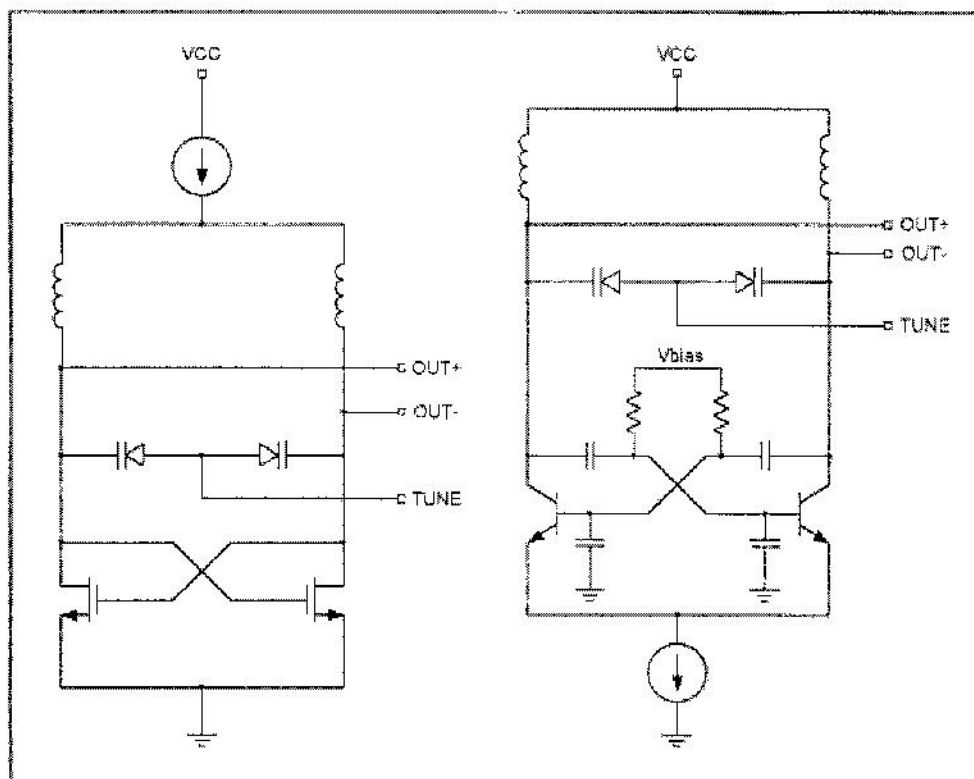 VCC
OUT+
OUT-
TUNE
VCC
OUT+
OUT-
TUNE
Vbias